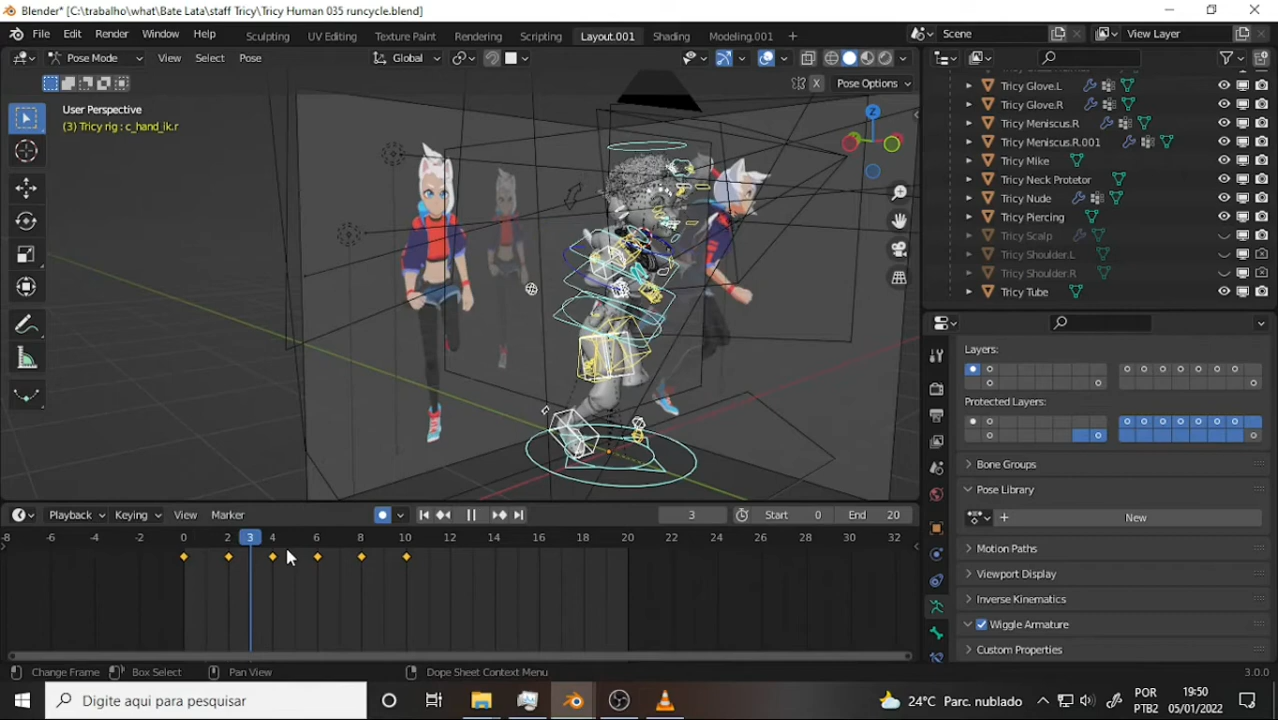 Blender* [C:\trabalho\what\Bate Lata\staff Tricy\Tricy Human 035 runcycle.blend]
File Edit Render Window Help Sculpting UV Editing Texture Paint Rendering Scripting Layout.001 Shading Modeling.001 + Scene View Layer
Pose Mode View Select Pose Global
X Pose Options
User Perspective
(3) Tricy rig : c_hand_ik.r
Z
Tricy Glove.L
Tricy Glove.R
Tricy Meniscus.R
Tricy Meniscus.R.001
Tricy Mike
Tricy Neck Protetor
Tricy Nude
Tricy Piercing
Tricy Scalp
Tricy Shoulder.L
Tricy Shoulder.R
Tricy Tube
Layers:
Protected Layers:
Bone Groups
Pose Library
+ New
Motion Paths
Viewport Display
Inverse Kinematics
Wiggle Armature
Custom Properties
Playback Keying View Marker 3 Start 0 End 20
-8 -6 -4 -2 0 2 3 4 6 8 10 12 14 16 18 20 22 24 26 28 30 32
Change Frame Box Select Pan View Dope Sheet Context Menu 3.0.0
Digite aqui para pesquisar 24°C Parc. nublado POR 19:50
PTB2 05/01/2022